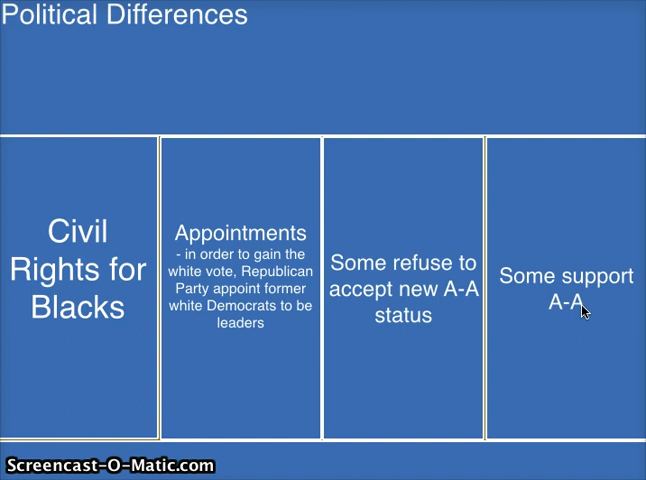 Political Differences
Civil
Rights for
Blacks
Appointments
- in order to gain the
white vote, Republican
Party appoint former
white Democrats to be
leaders
Some refuse to
accept new A-A
status
Some support
A-A
Screencast-O-Matic.com